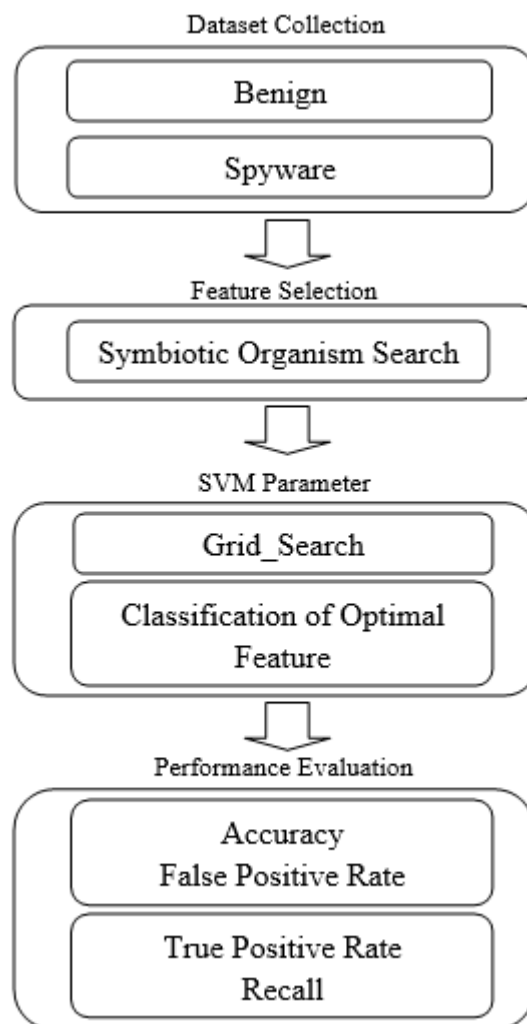 Dataset Collection
Benign
Spyware
Feature Selection
Symbiotic Organism Search
SVM Parameter
Grid_Search
Classification of Optimal
Feature
Performance Evaluation
Accuracy
False Positive Rate
True Positive Rate
Recall